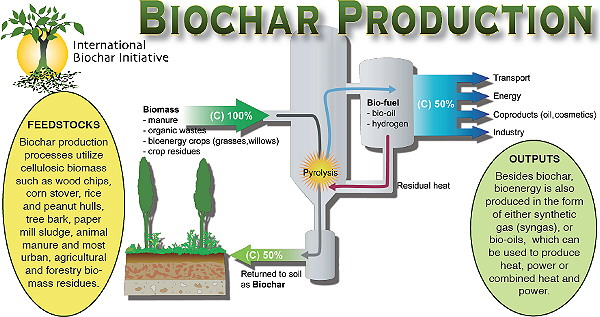 BIOCHAR PRODUCTION
International
Biochar Initiative
FEEDSTOCKS
Biochar production
processes utilize
cellulosic biomass
such as wood chips,
corn stover, rice
and peanut hulls,
tree bark, paper
mill sludge, animal
manure and most
urban, agricultural
and forestry bio-
mass residues.
Biomass
- manure
- organic wastes
- bioenergy crops (grasses,willows)
- crop residues
(C) 100%
Pyrolysis
Bio-fuel
- bio-oil
- hydrogen
(C) 50%
Transport
Energy
Coproducts (oil,cosmetics)
Industry
Residual heat
(C) 50%
Returned to soil
as Biochar
OUTPUTS
Besides biochar,
bioenergy is also
produced in the form
of either synthetic
gas (syngas), or
bio-oils, which can
be used to produce
heat, power or
combined heat and
power.